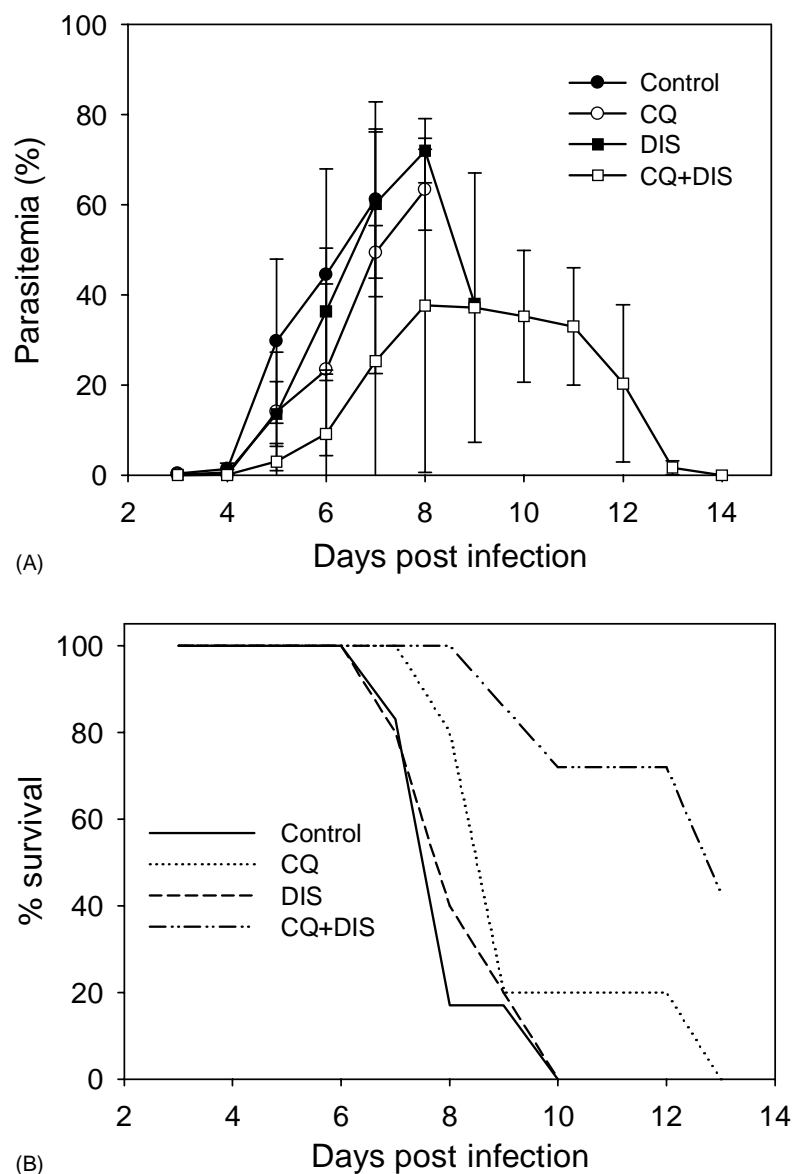 100
80
60
40
20
0
Parasitemia (%)
Control
CQ
DIS
CQ+DIS
2 4 6 8 10 12 14
Days post infection
(A)
100
80
60
40
20
0
% survival
Control
CQ
DIS
CQ+DIS
2 4 6 8 10 12 14
Days post infection
(B)